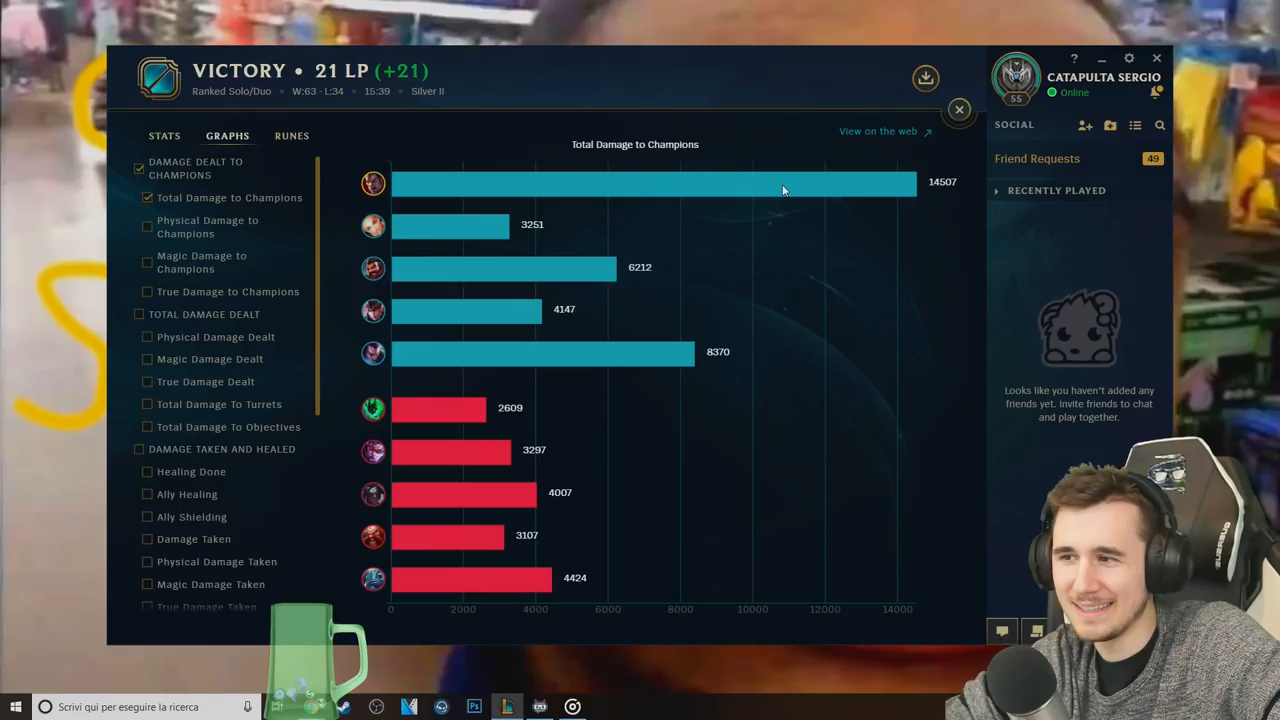 VICTORY • 21 LP (+21)
Ranked Solo/Duo • W:63 - L:34 • 15:39 • Silver II
?
CATAPULTA SERGIO
55
Online
STATS
GRAPHS
RUNES
View on the web
SOCIAL
Friend Requests
49
RECENTLY PLAYED
Total Damage to Champions
DAMAGE DEALT TO
CHAMPIONS
Total Damage to Champions
Physical Damage to
Champions
Magic Damage to
Champions
True Damage to Champions
TOTAL DAMAGE DEALT
Physical Damage Dealt
Magic Damage Dealt
True Damage Dealt
Total Damage To Turrets
Total Damage To Objectives
DAMAGE TAKEN AND HEALED
Healing Done
Ally Healing
Ally Shielding
Damage Taken
Physical Damage Taken
Magic Damage Taken
True Damage Taken
14507
3251
6212
4147
8370
2609
3297
4007
3107
4424
0 2000 4000 6000 8000 10000 12000 14000
Looks like you haven't added any
friends yet. Invite friends to chat
and play together.
Scrivi qui per eseguire la ricerca
Ps